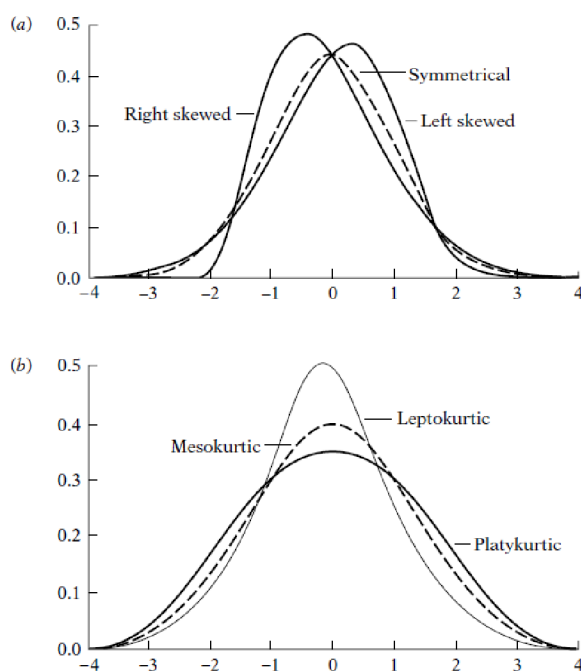 (a)
0.5
0.4
0.3
0.2
0.1
0.0
Symmetrical
Right skewed
Left skewed
–4 –3 –2 –1 0 1 2 3 4
(b)
0.5
0.4
0.3
0.2
0.1
0.0
Leptokurtic
Mesokurtic
Platykurtic
–4 –3 –2 –1 0 1 2 3 4